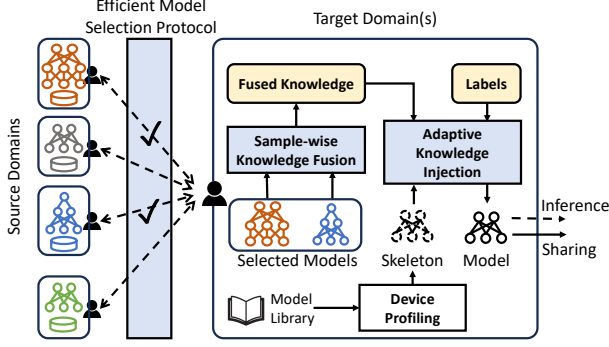 Efficient Model
Selection Protocol
Target Domain(s)
Source Domains
Fused Knowledge
Labels
Sample-wise
Knowledge Fusion
Adaptive
Knowledge
Injection
Inference
Sharing
Selected Models
Skeleton
Model
Model
Library
Device
Profiling